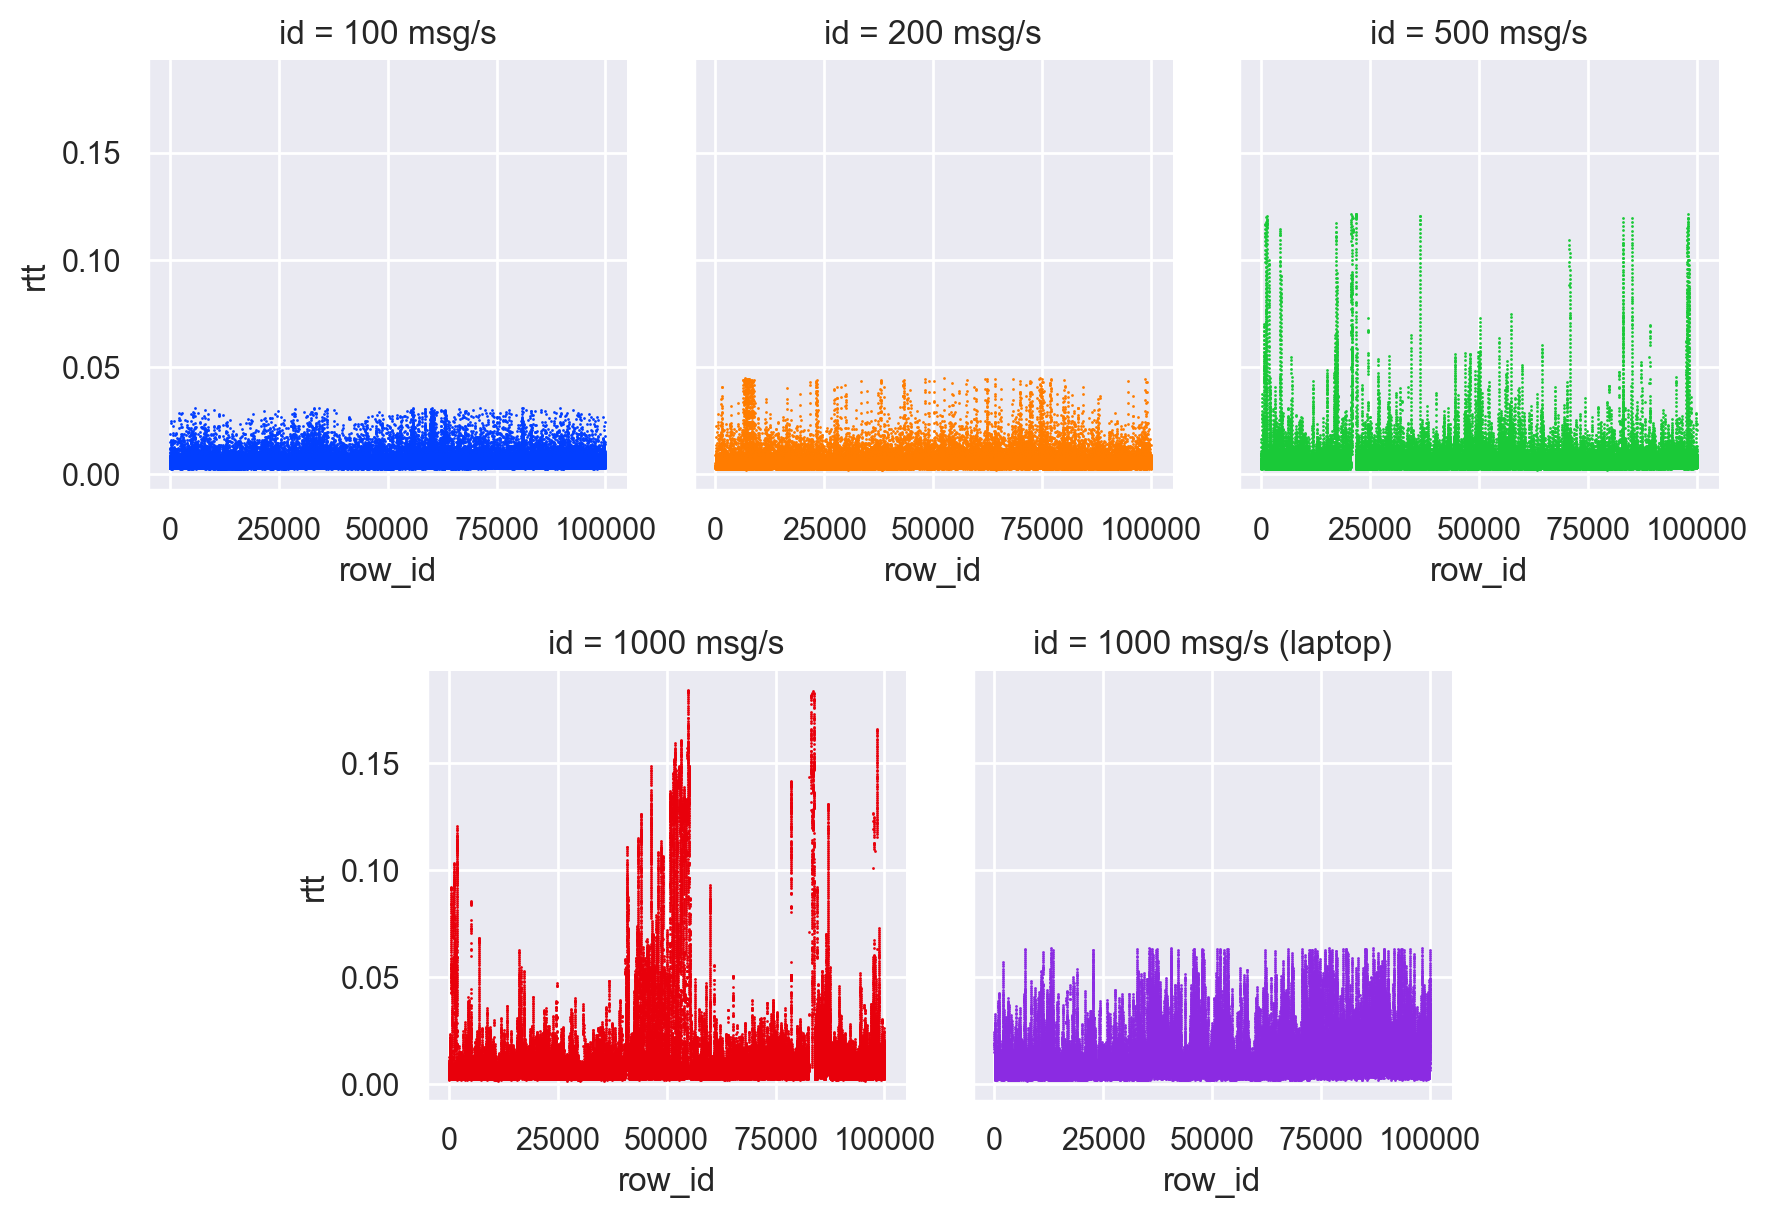 id = 100 msg/s
id = 200 msg/s
id = 500 msg/s
rtt
0.15
0.10
0.05
0.00
0 25000 50000 75000 100000
0 25000 50000 75000 100000
0 25000 50000 75000 100000
row_id
row_id
row_id
id = 1000 msg/s
id = 1000 msg/s (laptop)
rtt
0.15
0.10
0.05
0.00
0 25000 50000 75000 100000
0 25000 50000 75000 100000
row_id
row_id